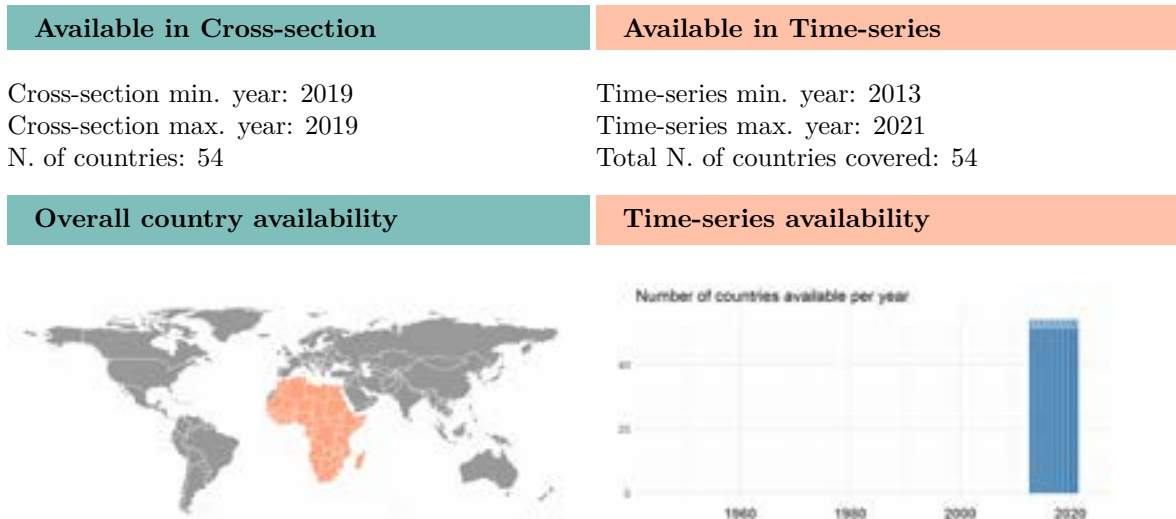 Available in Cross-section
Available in Time-series
Cross-section min. year: 2019
Cross-section max. year: 2019
N. of countries: 54
Time-series min. year: 2013
Time-series max. year: 2021
Total N. of countries covered: 54
Overall country availability
Time-series availability
Number of countries available per year
40
20
0
1960
1980
2000
2020